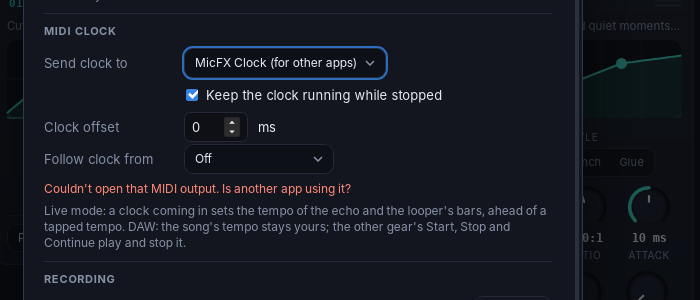 MIDI CLOCK
Send clock to
MicFX Clock (for other apps)
Keep the clock running while stopped
Clock offset
0
ms
Follow clock from
Off
Couldn't open that MIDI output. Is another app using it?
Live mode: a clock coming in sets the tempo of the echo and the looper's bars, ahead of a
tapped tempo. DAW: the song's tempo stays yours; the other gear's Start, Stop and
Continue play and stop it.
RECORDING
quiet moments...
Glue
10 ms
ATTACK